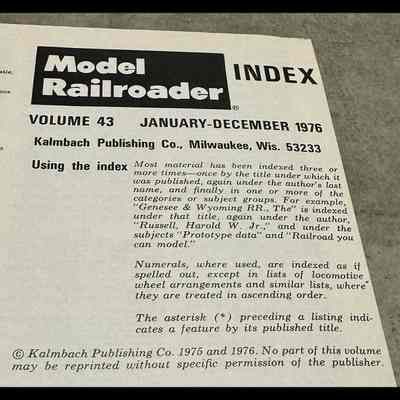 Model
Railroader
®
INDEX
VOLUME 43 JANUARY-DECEMBER 1976
Kalmbach Publishing Co., Milwaukee, Wis. 53233
Using the index
Most material has been indexed three or
more times—once by the title under which it
was published, again under the author's last
name, and finally in one or more of the
categories or subject groups. For example,
"Genesee & Wyoming RR., The" is indexed
under that title, again under the author,
"Russell, Harold W. Jr.," and under the
subjects "Prototype data" and "Railroad you
can model."
Numerals, where used, are indexed as if
spelled out, except in lists of locomotive
wheel arrangements and similar lists, where
they are treated in ascending order.
The asterisk (*) preceding a listing indi-
cates a feature by its published title.
© Kalmbach Publishing Co. 1975 and 1976. No part of this volume
may be reprinted without specific permission of the publisher.